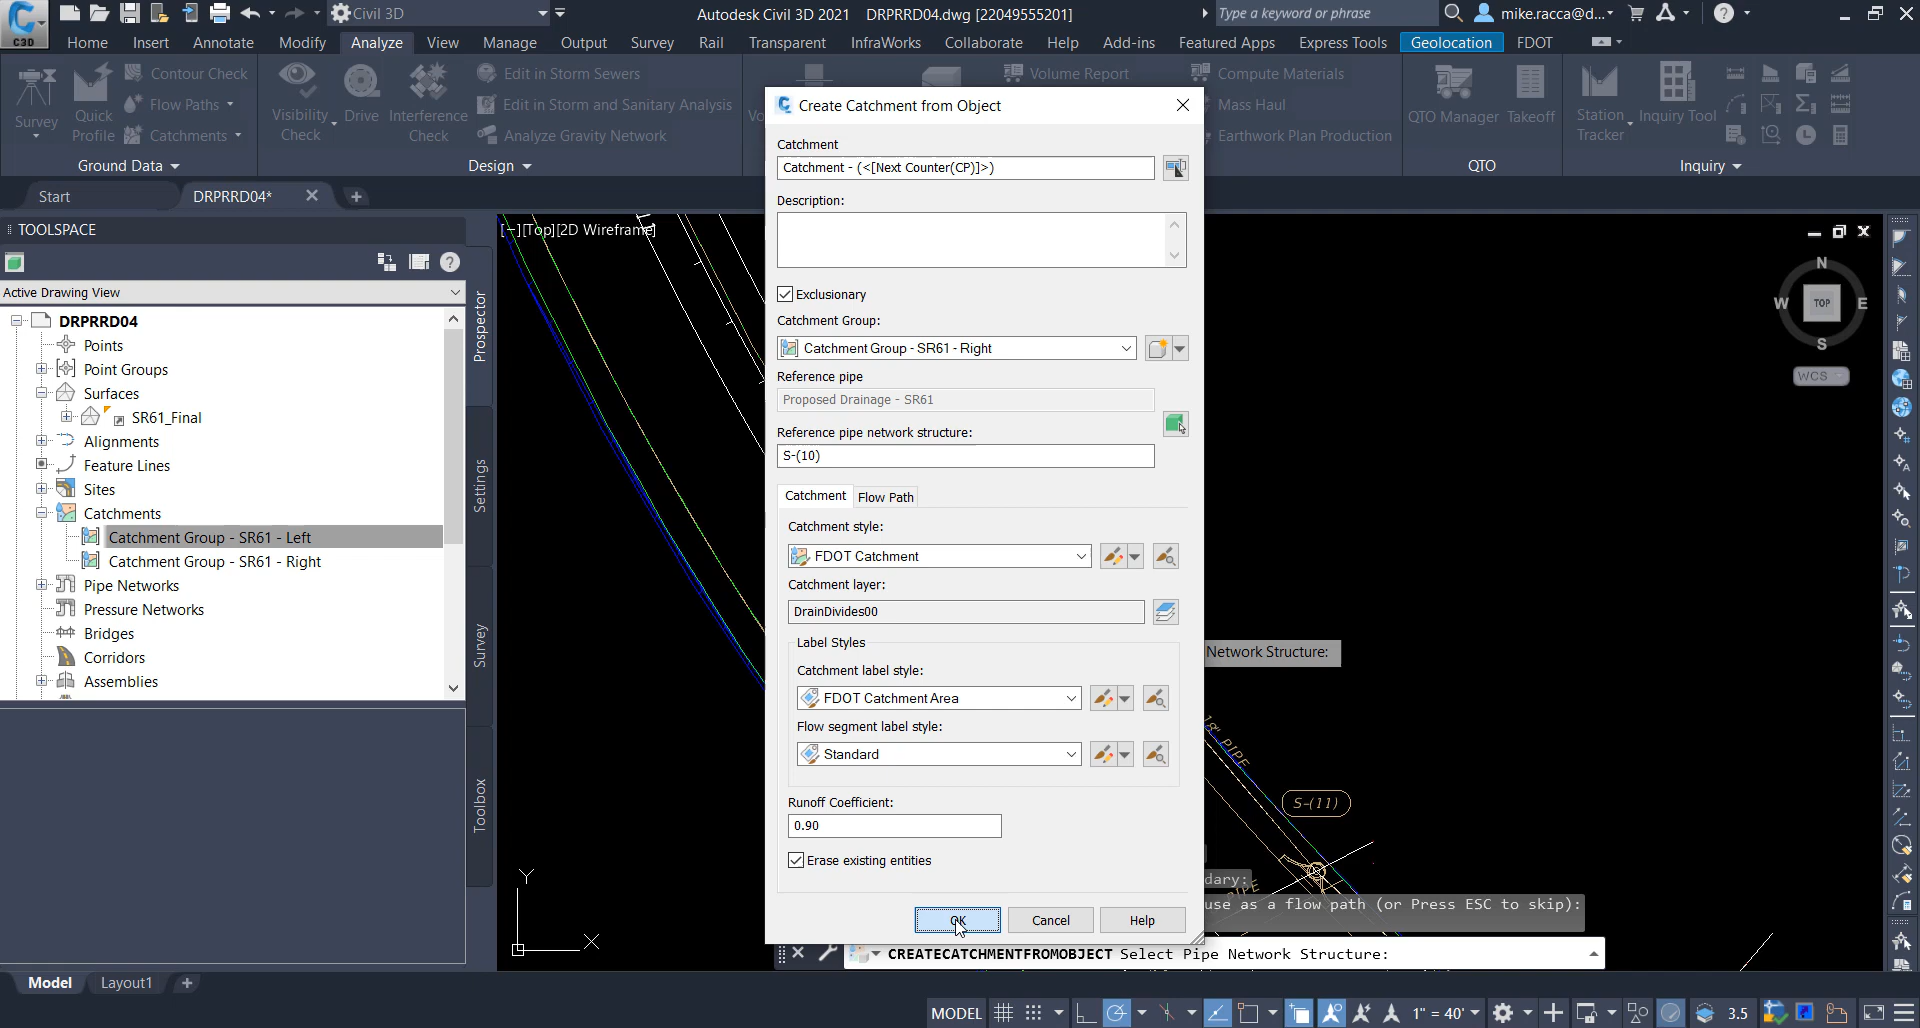 Civil 3D
Autodesk Civil 3D 2021 DRPRRD04.dwg [22049555201]
Type a keyword or phrase
mike.racca@d...
C3D
Home Insert Annotate Modify Analyze View Manage Output Survey Rail Transparent InfraWorks Collaborate Help Add-ins Featured Apps Express Tools Geolocation FDOT
Survey
Quick Profile
Contour Check
Flow Paths
Catchments
Ground Data
Visibility Check
Drive
Interference Check
Edit in Storm Sewers
Edit in Storm and Sanitary Analysis
Analyze Gravity Network
Design
Volume Report
Compute Materials
Mass Haul
Earthwork Plan Production
QTO Manager
Takeoff
QTO
Station Tracker
Inquiry Tool
Inquiry
Start
DRPRRD04*
TOOLSPACE
Active Drawing View
DRPRRD04
Points
Point Groups
Surfaces
SR61_Final
Alignments
Feature Lines
Sites
Catchments
Catchment Group - SR61 - Left
Catchment Group - SR61 - Right
Pipe Networks
Pressure Networks
Bridges
Corridors
Assemblies
Prospector
Settings
Survey
Toolbox
[−][Top][2D Wireframe]
Create Catchment from Object
Catchment
Catchment - (<[Next Counter(CP)]>)
Description:
Exclusionary
Catchment Group:
Catchment Group - SR61 - Right
Reference pipe
Proposed Drainage - SR61
Reference pipe network structure:
S-(10)
Catchment
Flow Path
Catchment style:
FDOT Catchment
Catchment layer:
DrainDivides00
Label Styles
Catchment label style:
FDOT Catchment Area
Flow segment label style:
Standard
Runoff Coefficient:
0.90
Erase existing entities
OK
Cancel
Help
N
W
TOP
E
S
WCS
Network Structure:
18" PIPE
S-(11)
PIPE
dary:
use as a flow path (or Press ESC to skip):
CREATECATCHMENTFROMOBJECT Select Pipe Network Structure:
Y
X
Model
Layout1
MODEL
1" = 40'
3.5